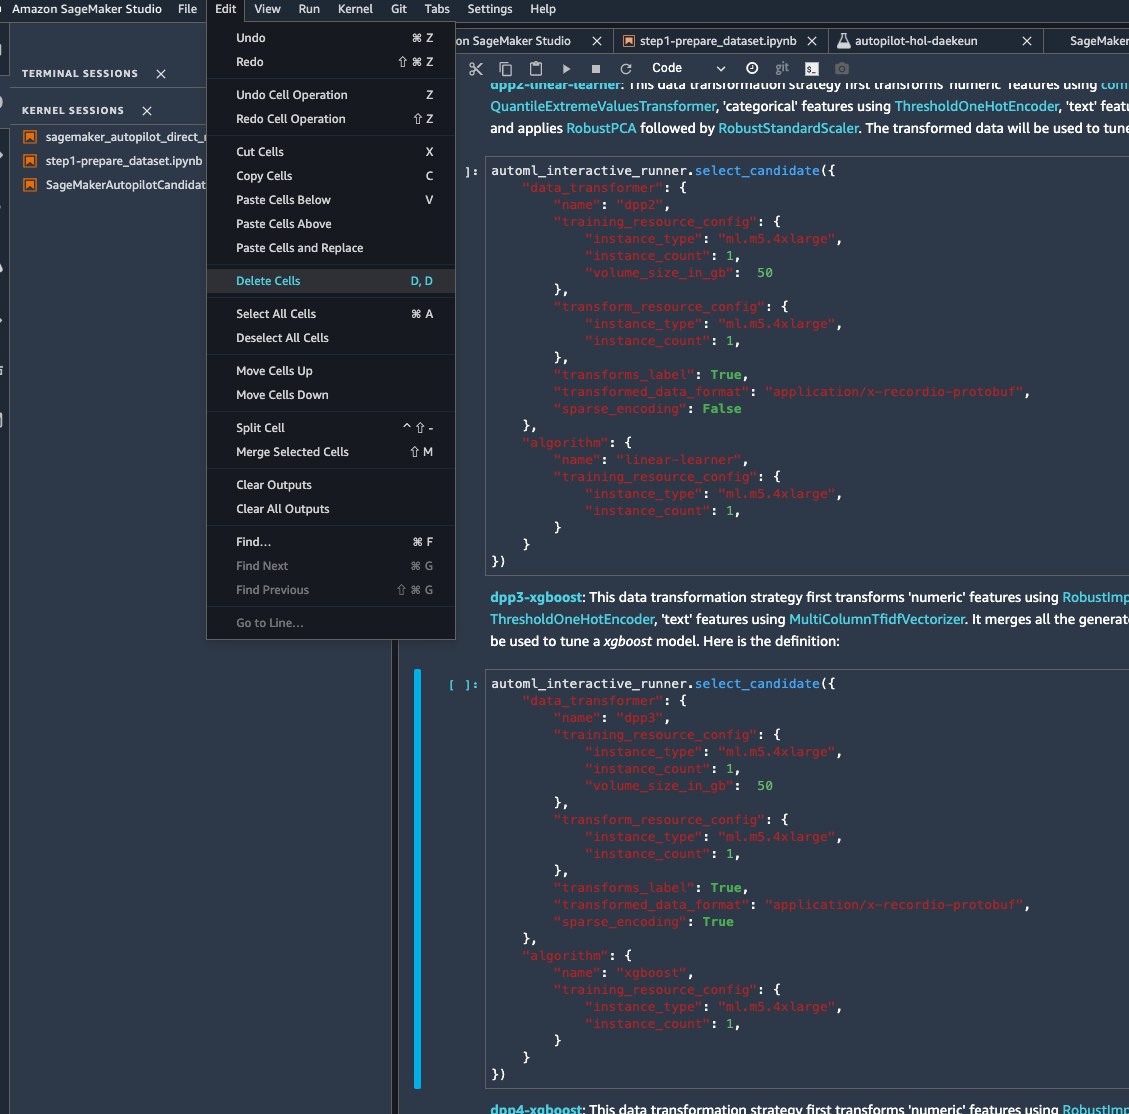 Amazon SageMaker Studio File Edit View Run Kernel Git Tabs Settings Help
TERMINAL SESSIONS
KERNEL SESSIONS
sagemaker_autopilot_direct_
step1-prepare_dataset.ipynb
SageMakerAutopilotCandidat
Undo ⌘ Z
Redo ⇧ ⌘ Z
Undo Cell Operation Z
Redo Cell Operation ⇧ Z
Cut Cells X
Copy Cells C
Paste Cells Below V
Paste Cells Above
Paste Cells and Replace
Delete Cells D, D
Select All Cells ⌘ A
Deselect All Cells
Move Cells Up
Move Cells Down
Split Cell ^ ⇧ -
Merge Selected Cells ⇧ M
Clear Outputs
Clear All Outputs
Find… ⌘ F
Find Next ⌘ G
Find Previous ⇧ ⌘ G
Go to Line…
on SageMaker Studio step1-prepare_dataset.ipynb autopilot-hol-daekeun SageMaker
Code git
dpp2-linear-learner: This data transformation strategy first transforms 'numeric' features using com
QuantileExtremeValuesTransformer, 'categorical' features using ThresholdOneHotEncoder, 'text' featu
and applies RobustPCA followed by RobustStandardScaler. The transformed data will be used to tune
]: automl_interactive_runner.select_candidate({
"data_transformer": {
"name": "dpp2",
"training_resource_config": {
"instance_type": "ml.m5.4xlarge",
"instance_count": 1,
"volume_size_in_gb": 50
},
"transform_resource_config": {
"instance_type": "ml.m5.4xlarge",
"instance_count": 1,
},
"transforms_label": True,
"transformed_data_format": "application/x-recordio-protobuf",
"sparse_encoding": False
},
"algorithm": {
"name": "linear-learner",
"training_resource_config": {
"instance_type": "ml.m5.4xlarge",
"instance_count": 1,
}
}
})
dpp3-xgboost: This data transformation strategy first transforms 'numeric' features using RobustImp
ThresholdOneHotEncoder, 'text' features using MultiColumnTfidfVectorizer. It merges all the generate
be used to tune a xgboost model. Here is the definition:
[ ]: automl_interactive_runner.select_candidate({
"data_transformer": {
"name": "dpp3",
"training_resource_config": {
"instance_type": "ml.m5.4xlarge",
"instance_count": 1,
"volume_size_in_gb": 50
},
"transform_resource_config": {
"instance_type": "ml.m5.4xlarge",
"instance_count": 1,
},
"transforms_label": True,
"transformed_data_format": "application/x-recordio-protobuf",
"sparse_encoding": True
},
"algorithm": {
"name": "xgboost",
"training_resource_config": {
"instance_type": "ml.m5.4xlarge",
"instance_count": 1,
}
}
})
dpp4-xgboost: This data transformation strategy first transforms 'numeric' features using RobustImp